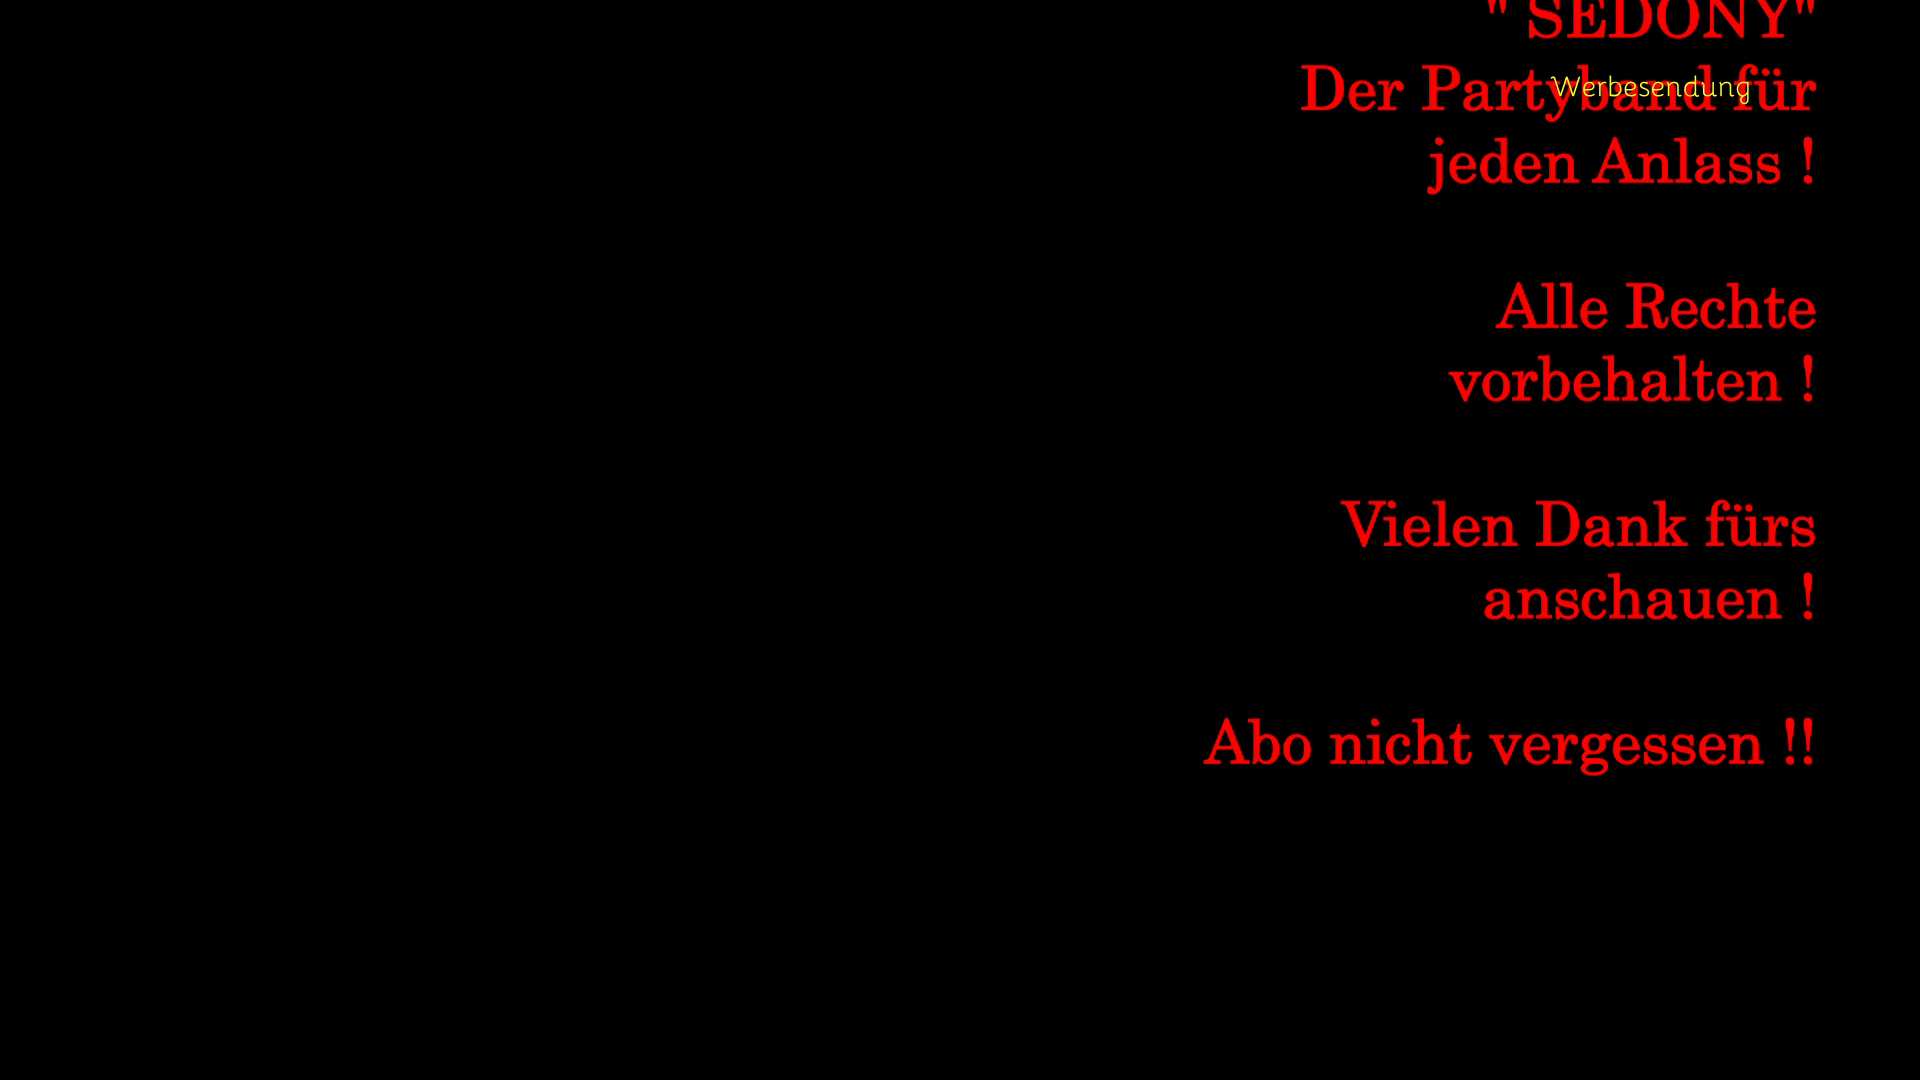 " SEDONY"
Der Partyband für
Werbesendung
jeden Anlass !
Alle Rechte
vorbehalten !
Vielen Dank fürs
anschauen !
Abo nicht vergessen !!